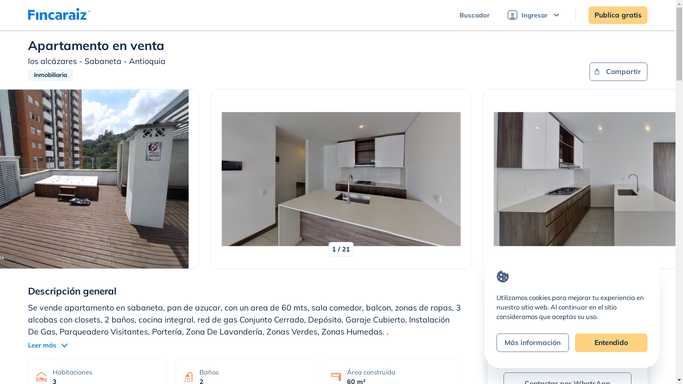 Fincaraiz
Buscador
Ingresar
Publica gratis
Apartamento en venta
los alcázares - Sabaneta - Antioquia
Inmobiliaria
Compartir
1 / 21
Descripción general
Se vende apartamento en sabaneta, pan de azucar, con un area de 60 mts, sala comedor, balcon, zonas de ropas, 3
alcobas con closets, 2 baños, cocina integral, red de gas Conjunto Cerrado, Depósito, Garaje Cubierto, Instalación
De Gas, Parqueadero Visitantes, Portería, Zona De Lavandería, Zonas Verdes, Zonas Humedas. .
Leer más
Habitaciones
3
Baños
2
Área construida
60 m²
Utilizamos cookies para mejorar tu experiencia en
nuestro sitio web. Al continuar en el sitio
consideramos que aceptas su uso.
Más información
Entendido
Contactar por WhatsApp